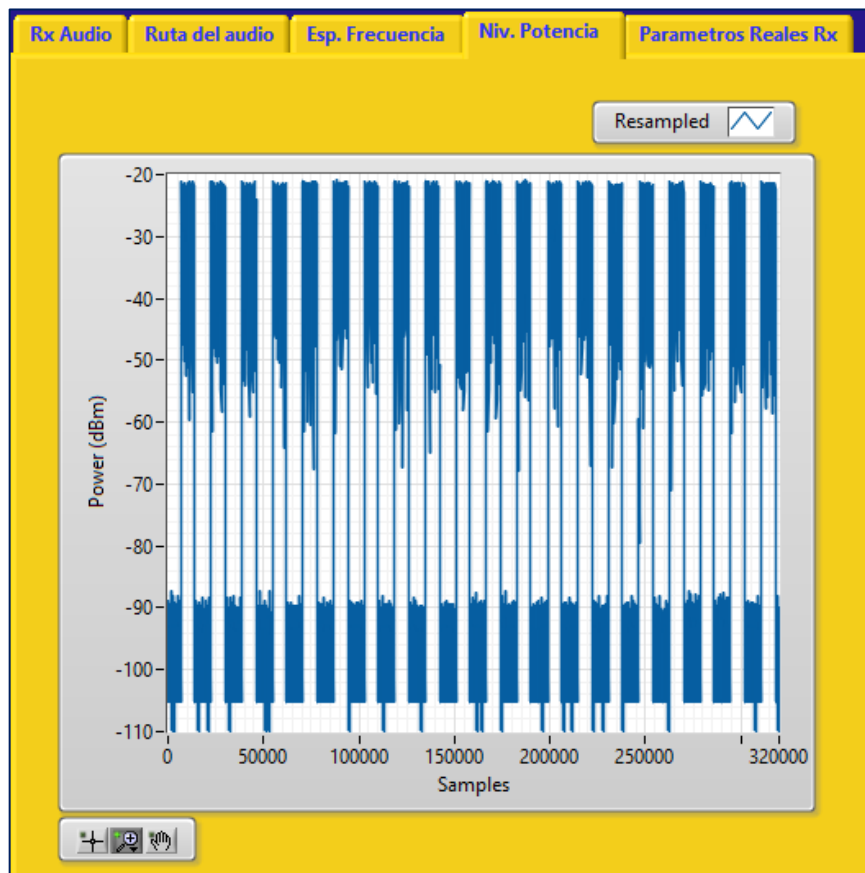 Rx Audio Ruta del audio Esp. Frecuencia Niv. Potencia Parametros Reales Rx
Resampled
-20
-30
-40
-50
-60
-70
-80
-90
-100
-110
Power (dBm)
0 50000 100000 150000 200000 250000 320000
Samples